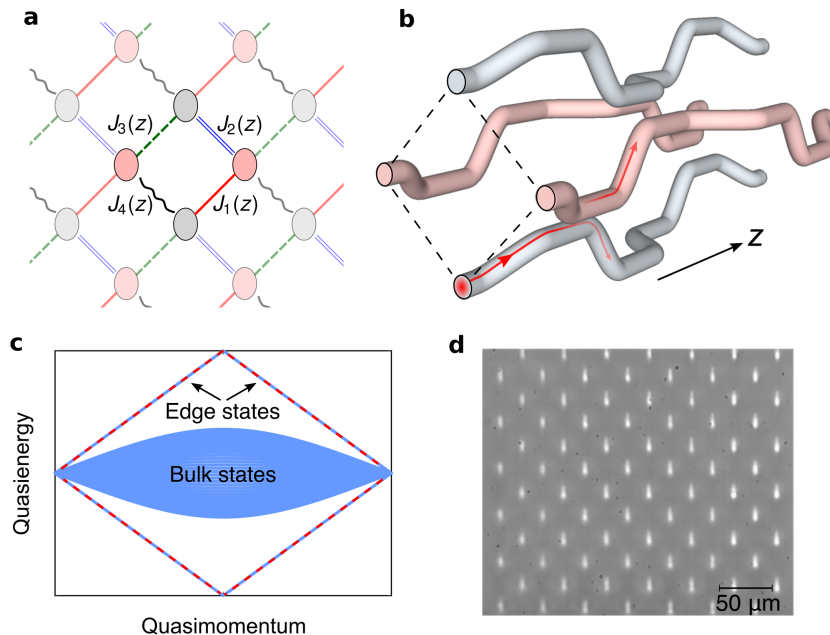 a
J₃(z)
J₂(z)
J₄(z)
J₁(z)
b
z
c
Edge states
Bulk states
Quasienergy
Quasimomentum
d
50 μm